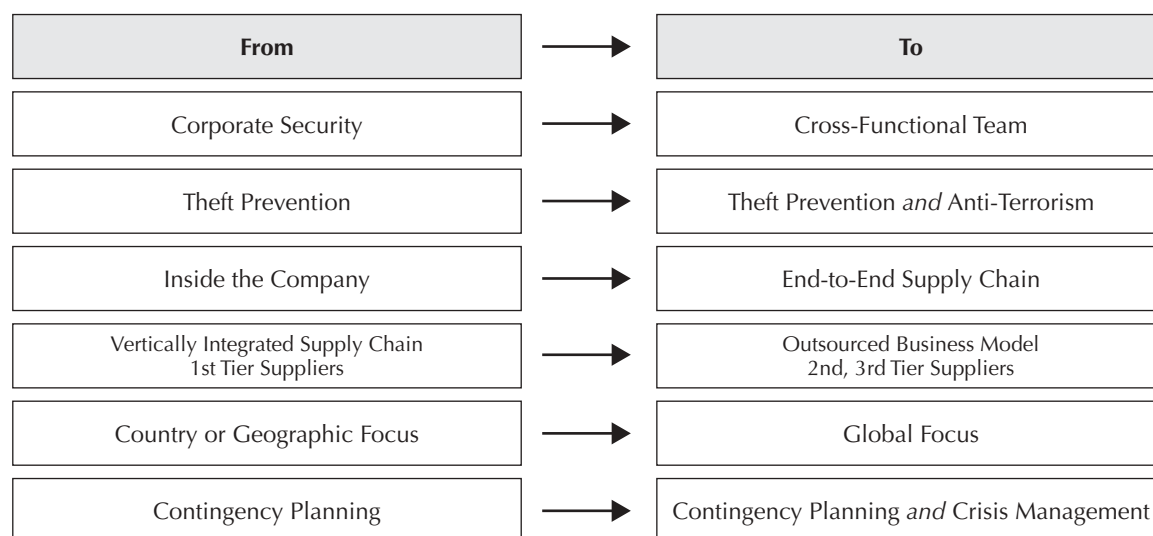 From
To
Corporate Security
Cross-Functional Team
Theft Prevention
Theft Prevention and Anti-Terrorism
Inside the Company
End-to-End Supply Chain
Vertically Integrated Supply Chain
1st Tier Suppliers
Outsourced Business Model
2nd, 3rd Tier Suppliers
Country or Geographic Focus
Global Focus
Contingency Planning
Contingency Planning and Crisis Management